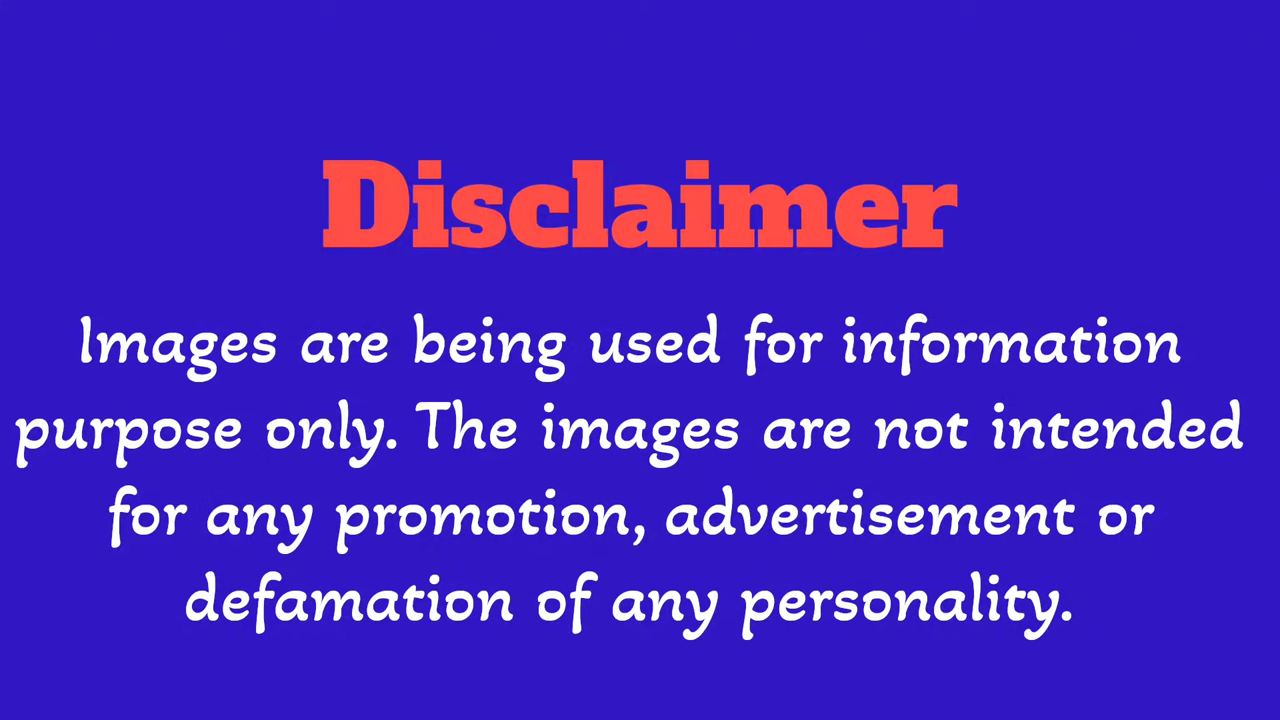 Disclaimer
Images are being used for information
purpose only. The images are not intended
for any promotion, advertisement or
defamation of any personality.